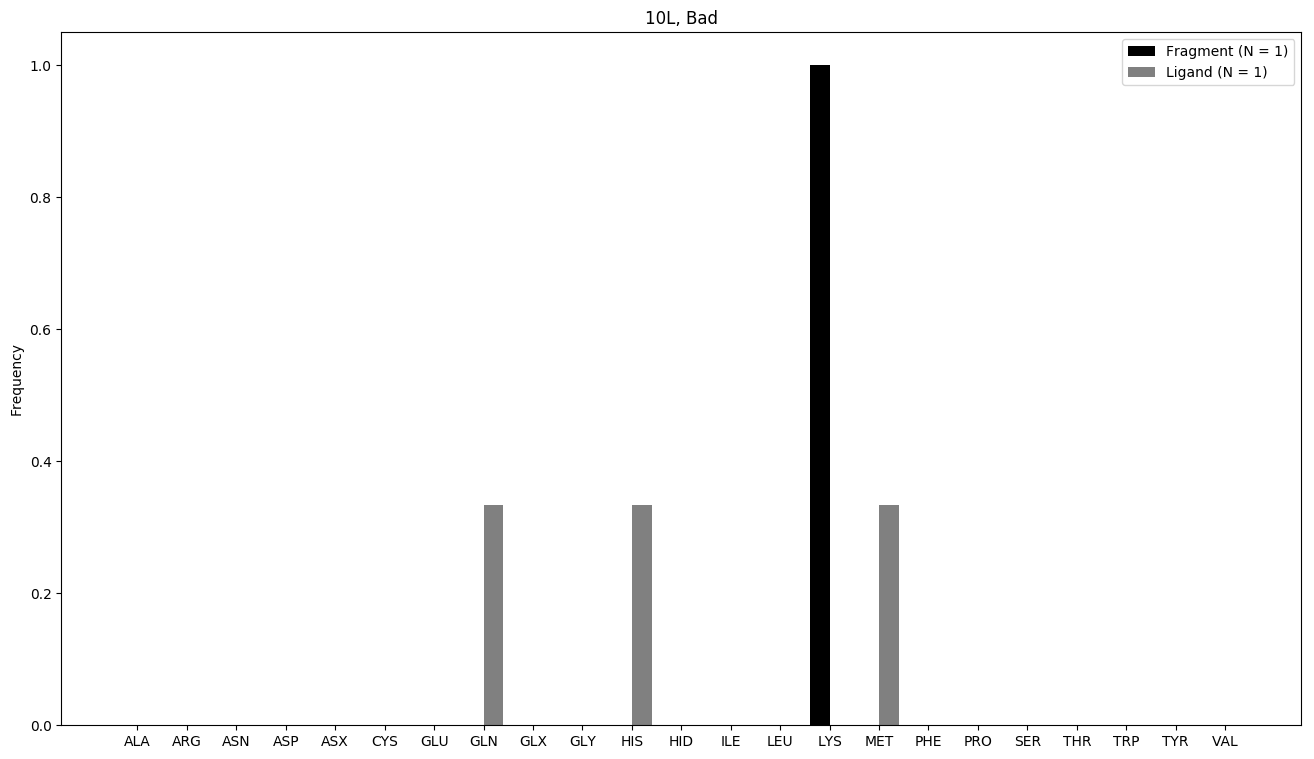 10L, Bad
Fragment (N = 1)
Ligand (N = 1)
Frequency
1.0
0.8
0.6
0.4
0.2
0.0
ALA ARG ASN ASP ASX CYS GLU GLN GLX GLY HIS HID ILE LEU LYS MET PHE PRO SER THR TRP TYR VAL